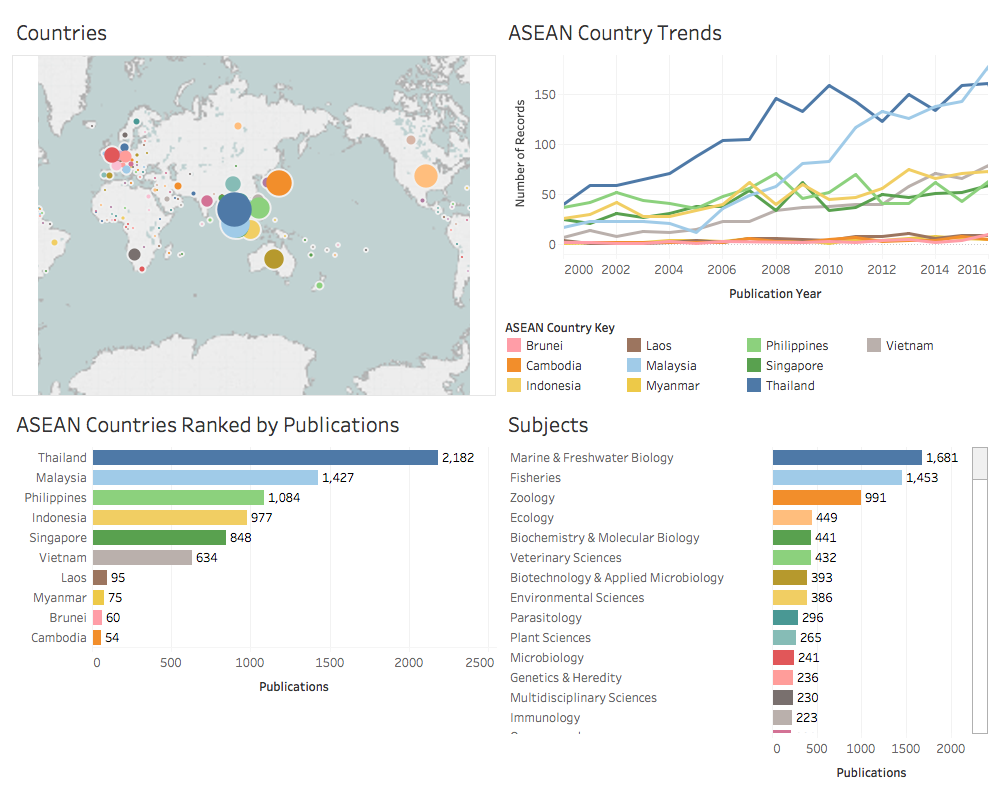 Countries
ASEAN Country Trends
Number of Records
150
100
50
0
2000 2002 2004 2006 2008 2010 2012 2014 2016
Publication Year
ASEAN Country Key
Brunei Laos Philippines Vietnam
Cambodia Malaysia Singapore
Indonesia Myanmar Thailand
ASEAN Countries Ranked by Publications
Thailand 2,182
Malaysia 1,427
Philippines 1,084
Indonesia 977
Singapore 848
Vietnam 634
Laos 95
Myanmar 75
Brunei 60
Cambodia 54
0 500 1000 1500 2000 2500
Publications
Subjects
Marine & Freshwater Biology 1,681
Fisheries 1,453
Zoology 991
Ecology 449
Biochemistry & Molecular Biology 441
Veterinary Sciences 432
Biotechnology & Applied Microbiology 393
Environmental Sciences 386
Parasitology 296
Plant Sciences 265
Microbiology 241
Genetics & Heredity 236
Multidisciplinary Sciences 230
Immunology 223
0 500 1000 1500 2000
Publications